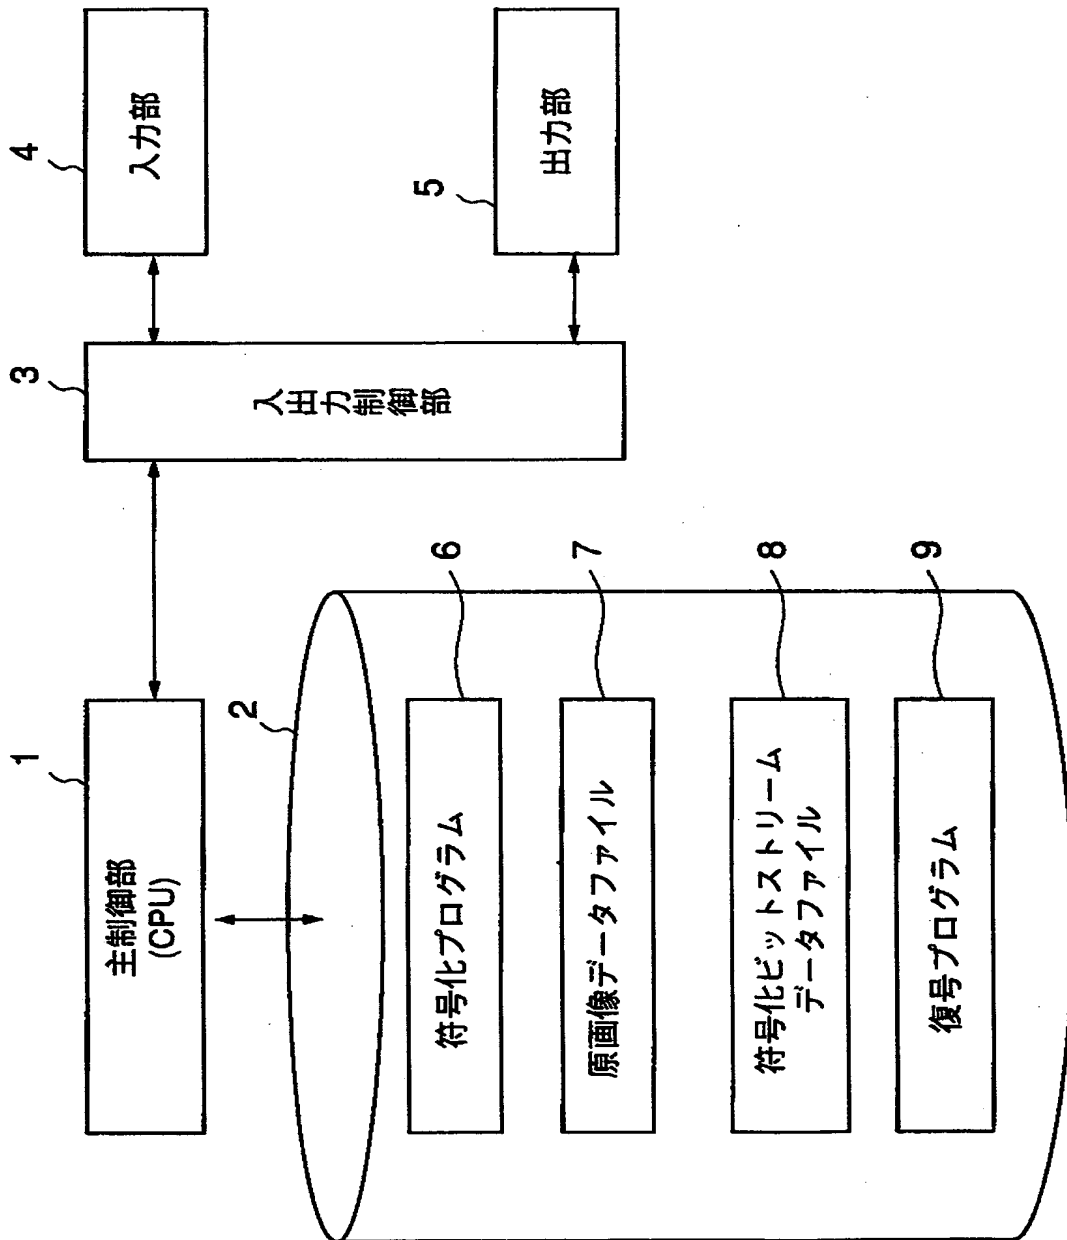 1
主制御部
(CPU)
2
3
入出力制御部
4
入力部
5
出力部
6
符号化プログラム
7
原画像データファイル
8
符号化ビットストリーム
データファイル
9
復号プログラム